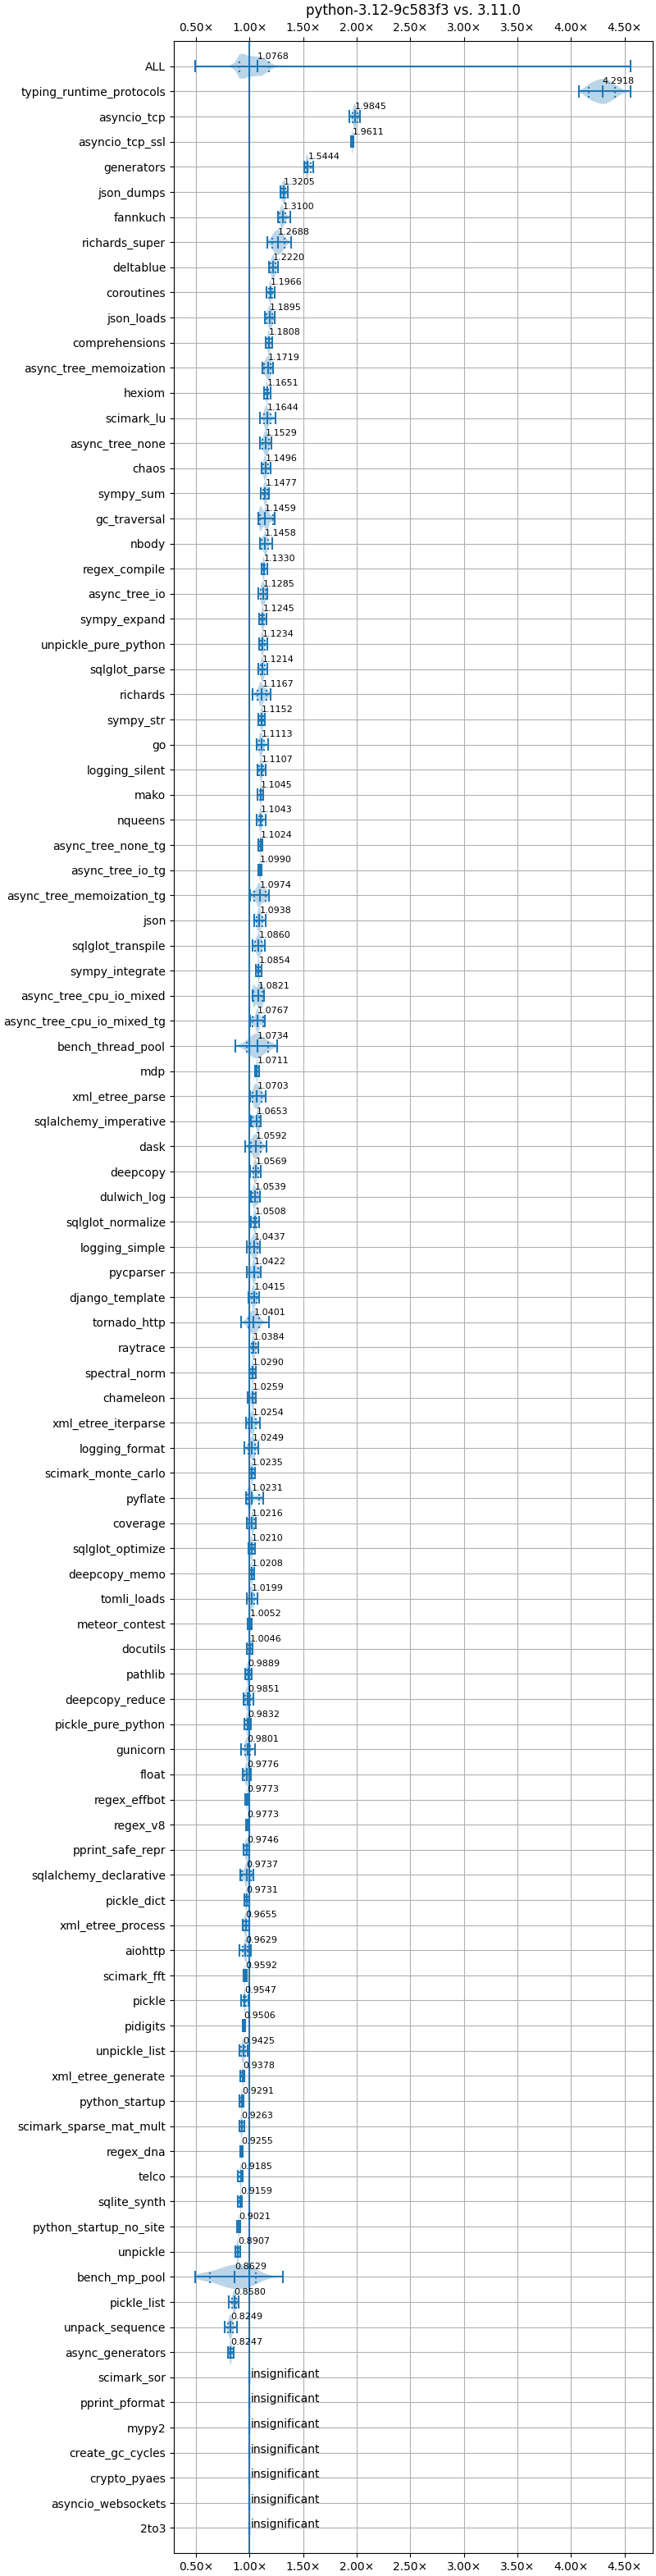 python-3.12-9c583f3 vs. 3.11.0
0.50× 1.00× 1.50× 2.00× 2.50× 3.00× 3.50× 4.00× 4.50×
ALL 1.0768
typing_runtime_protocols 4.2918
asyncio_tcp 1.9845
asyncio_tcp_ssl 1.9611
generators 1.5444
json_dumps 1.3205
fannkuch 1.3100
richards_super 1.2688
deltablue 1.2220
coroutines 1.1966
json_loads 1.1895
comprehensions 1.1808
async_tree_memoization 1.1719
hexiom 1.1651
scimark_lu 1.1644
async_tree_none 1.1529
chaos 1.1496
sympy_sum 1.1477
gc_traversal 1.1459
nbody 1.1458
regex_compile 1.1330
async_tree_io 1.1285
sympy_expand 1.1245
unpickle_pure_python 1.1234
sqlglot_parse 1.1214
richards 1.1167
sympy_str 1.1152
go 1.1113
logging_silent 1.1107
mako 1.1045
nqueens 1.1043
async_tree_none_tg 1.1024
async_tree_io_tg 1.0990
async_tree_memoization_tg 1.0974
json 1.0938
sqlglot_transpile 1.0860
sympy_integrate 1.0854
async_tree_cpu_io_mixed 1.0821
async_tree_cpu_io_mixed_tg 1.0767
bench_thread_pool 1.0734
mdp 1.0711
xml_etree_parse 1.0703
sqlalchemy_imperative 1.0653
dask 1.0592
deepcopy 1.0569
dulwich_log 1.0539
sqlglot_normalize 1.0508
logging_simple 1.0437
pycparser 1.0422
django_template 1.0415
tornado_http 1.0401
raytrace 1.0384
spectral_norm 1.0290
chameleon 1.0259
xml_etree_iterparse 1.0254
logging_format 1.0249
scimark_monte_carlo 1.0235
pyflate 1.0231
coverage 1.0216
sqlglot_optimize 1.0210
deepcopy_memo 1.0208
tomli_loads 1.0199
meteor_contest 1.0052
docutils 1.0046
pathlib 0.9889
deepcopy_reduce 0.9851
pickle_pure_python 0.9832
gunicorn 0.9801
float 0.9776
regex_effbot 0.9773
regex_v8 0.9773
pprint_safe_repr 0.9746
sqlalchemy_declarative 0.9737
pickle_dict 0.9731
xml_etree_process 0.9655
aiohttp 0.9629
scimark_fft 0.9592
pickle 0.9547
pidigits 0.9506
unpickle_list 0.9425
xml_etree_generate 0.9378
python_startup 0.9291
scimark_sparse_mat_mult 0.9263
regex_dna 0.9255
telco 0.9185
sqlite_synth 0.9159
python_startup_no_site 0.9021
unpickle 0.8907
bench_mp_pool 0.8629
pickle_list 0.8580
unpack_sequence 0.8249
async_generators 0.8247
scimark_sor insignificant
pprint_pformat insignificant
mypy2 insignificant
create_gc_cycles insignificant
crypto_pyaes insignificant
asyncio_websockets insignificant
2to3 insignificant
0.50× 1.00× 1.50× 2.00× 2.50× 3.00× 3.50× 4.00× 4.50×